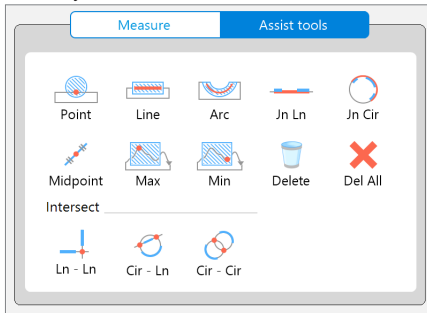 Measure Assist tools
Point Line Arc Jn Ln Jn Cir
Midpoint Max Min Delete Del All
Intersect
Ln - Ln Cir - Ln Cir - Cir